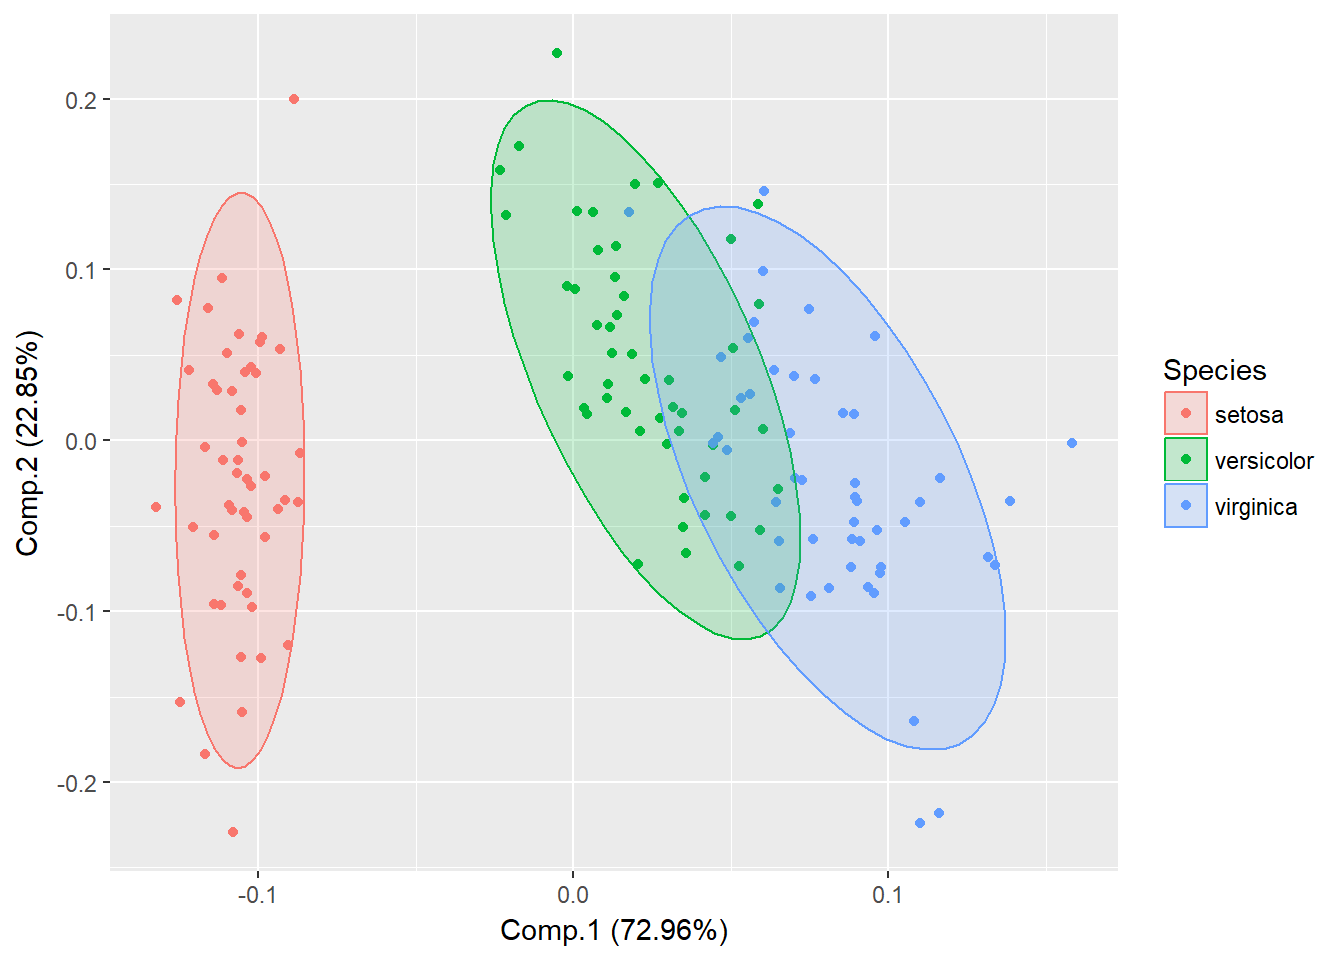 0.2
0.1
0.0
-0.1
-0.2
Comp.2 (22.85%)
-0.1
0.0
0.1
Comp.1 (72.96%)
Species
setosa
versicolor
virginica